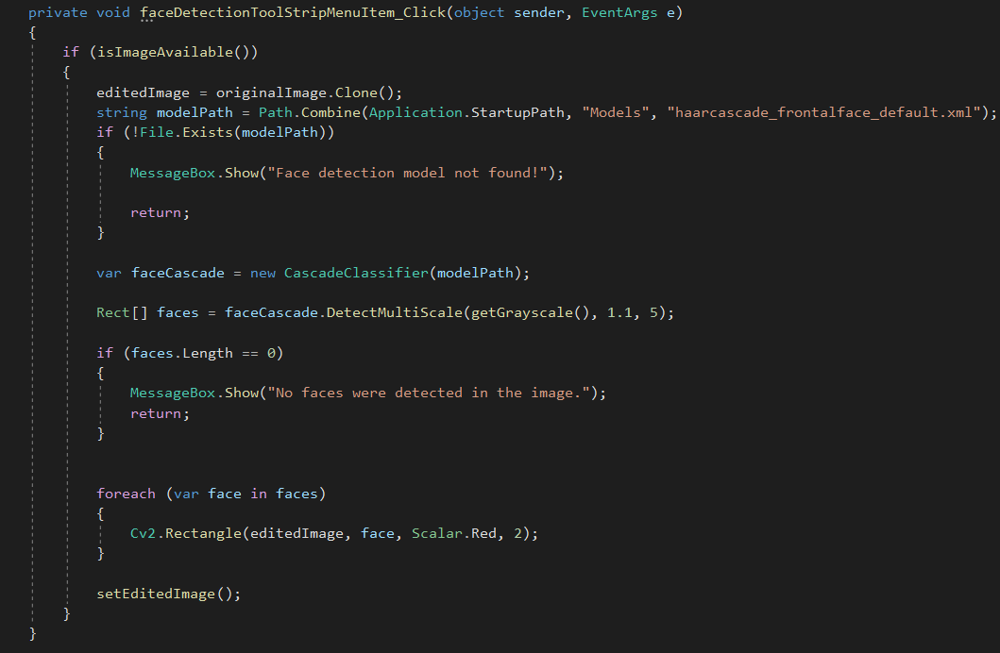 private void faceDetectionToolStripMenuItem_Click(object sender, EventArgs e)
{
    if (isImageAvailable())
    {
        editedImage = originalImage.Clone();
        string modelPath = Path.Combine(Application.StartupPath, "Models", "haarcascade_frontalface_default.xml");
        if (!File.Exists(modelPath))
        {
            MessageBox.Show("Face detection model not found!");

            return;
        }

        var faceCascade = new CascadeClassifier(modelPath);

        Rect[] faces = faceCascade.DetectMultiScale(getGrayscale(), 1.1, 5);

        if (faces.Length == 0)
        {
            MessageBox.Show("No faces were detected in the image.");
            return;
        }


        foreach (var face in faces)
        {
            Cv2.Rectangle(editedImage, face, Scalar.Red, 2);
        }

        setEditedImage();
    }
}